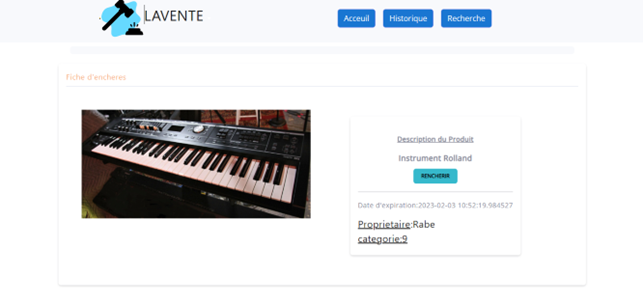 LAVENTE
Acceuil Historique Recherche
Fiche d'encheres
Description du Produit
Instrument Rolland
RENCHERIR
Date d'expiration:2023-02-03 10:52:19.984527
Proprietaire:Rabe
categorie:9